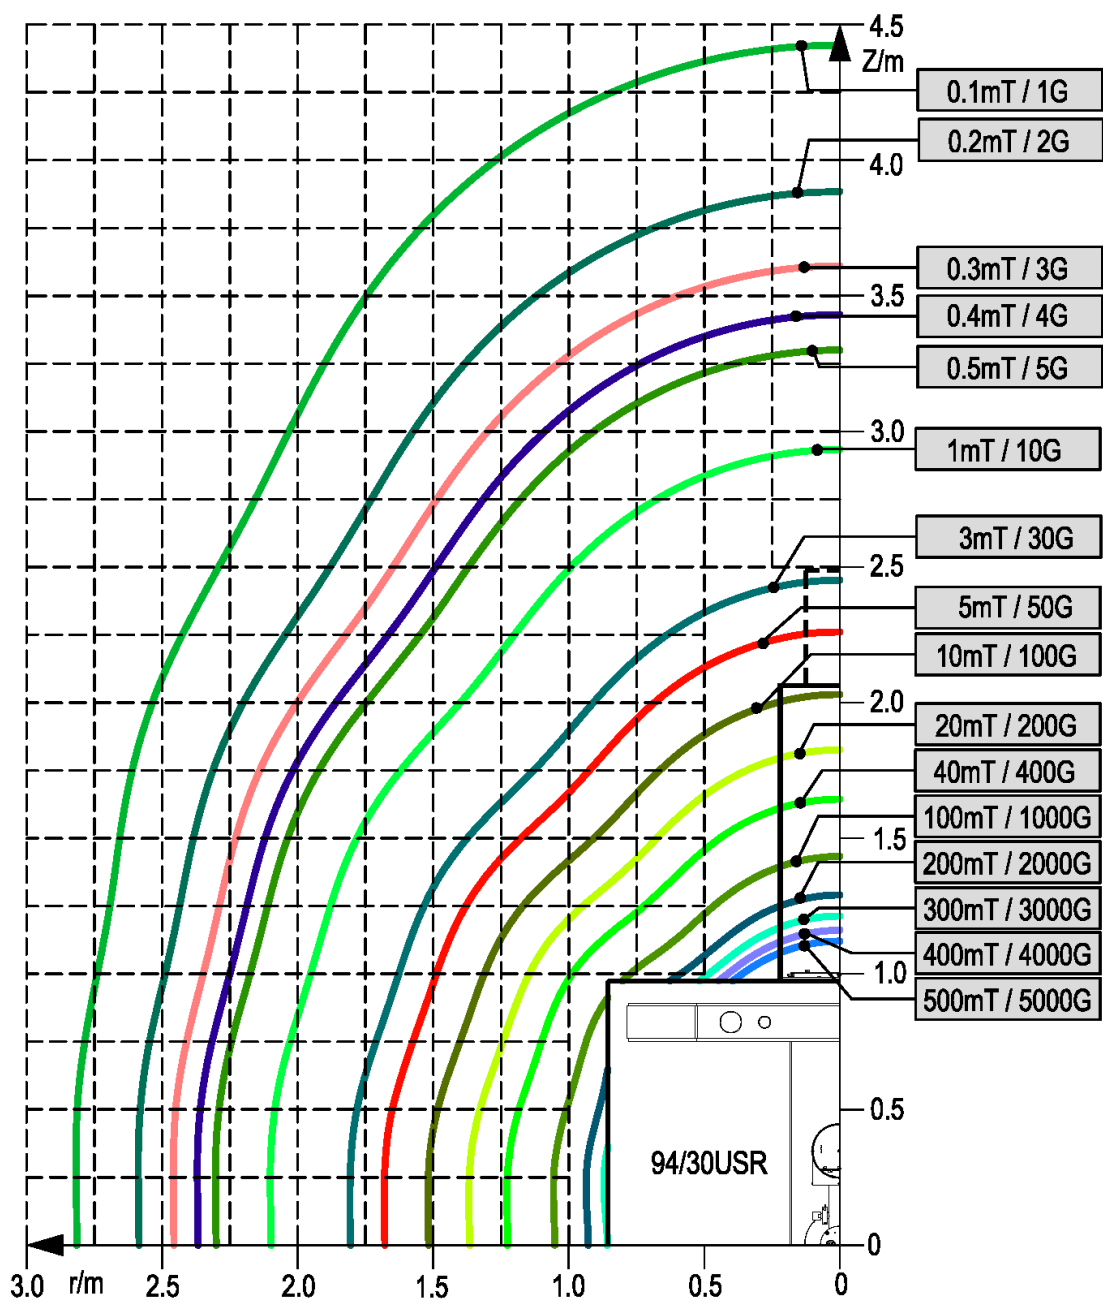 4.5
Z/m
0.1mT / 1G
0.2mT / 2G
4.0
0.3mT / 3G
3.5
0.4mT / 4G
0.5mT / 5G
3.0
1mT / 10G
3mT / 30G
2.5
5mT / 50G
10mT / 100G
2.0
20mT / 200G
40mT / 400G
100mT / 1000G
1.5
200mT / 2000G
300mT / 3000G
400mT / 4000G
1.0
500mT / 5000G
0.5
94/30USR
0
3.0 r/m 2.5 2.0 1.5 1.0 0.5 0